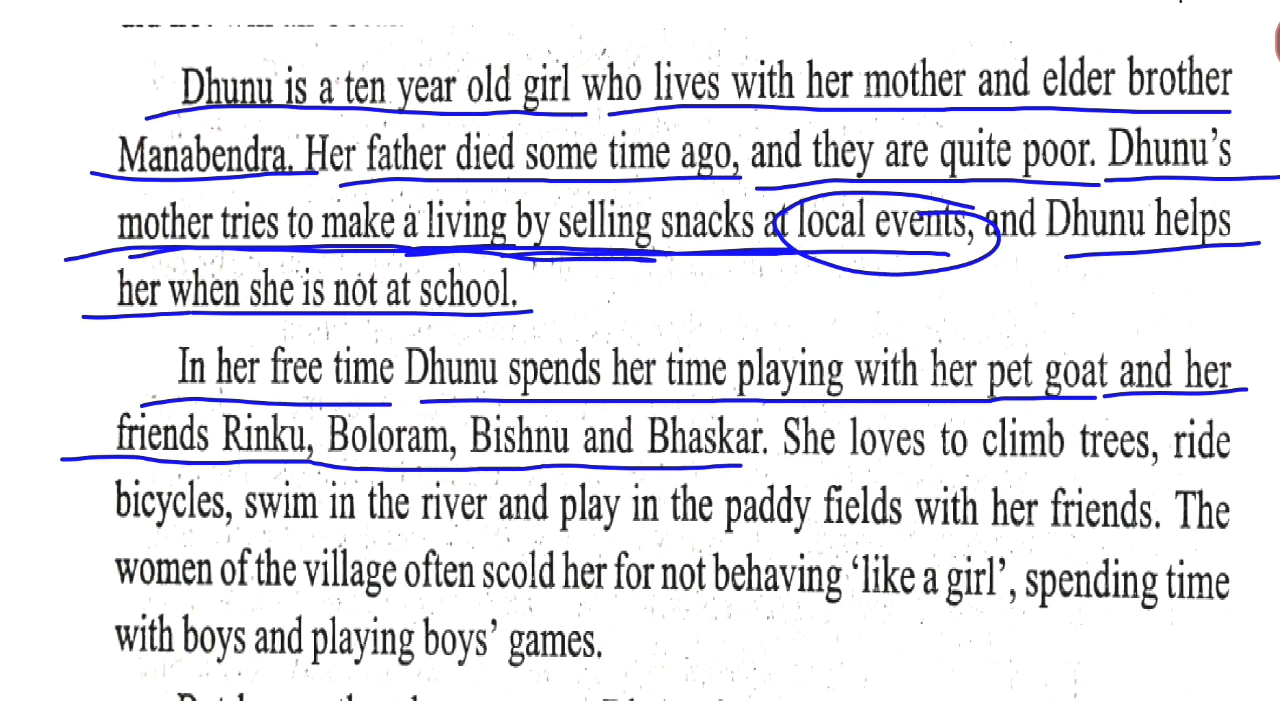 Dhunu is a ten year old girl who lives with her mother and elder brother
Manabendra. Her father died some time ago, and they are quite poor. Dhunu's
mother tries to make a living by selling snacks at local events, and Dhunu helps
her when she is not at school.
In her free time Dhunu spends her time playing with her pet goat and her
friends Rinku, Boloram, Bishnu and Bhaskar. She loves to climb trees, ride
bicycles, swim in the river and play in the paddy fields with her friends. The
women of the village often scold her for not behaving ‘like a girl’, spending time
with boys and playing boys’ games.